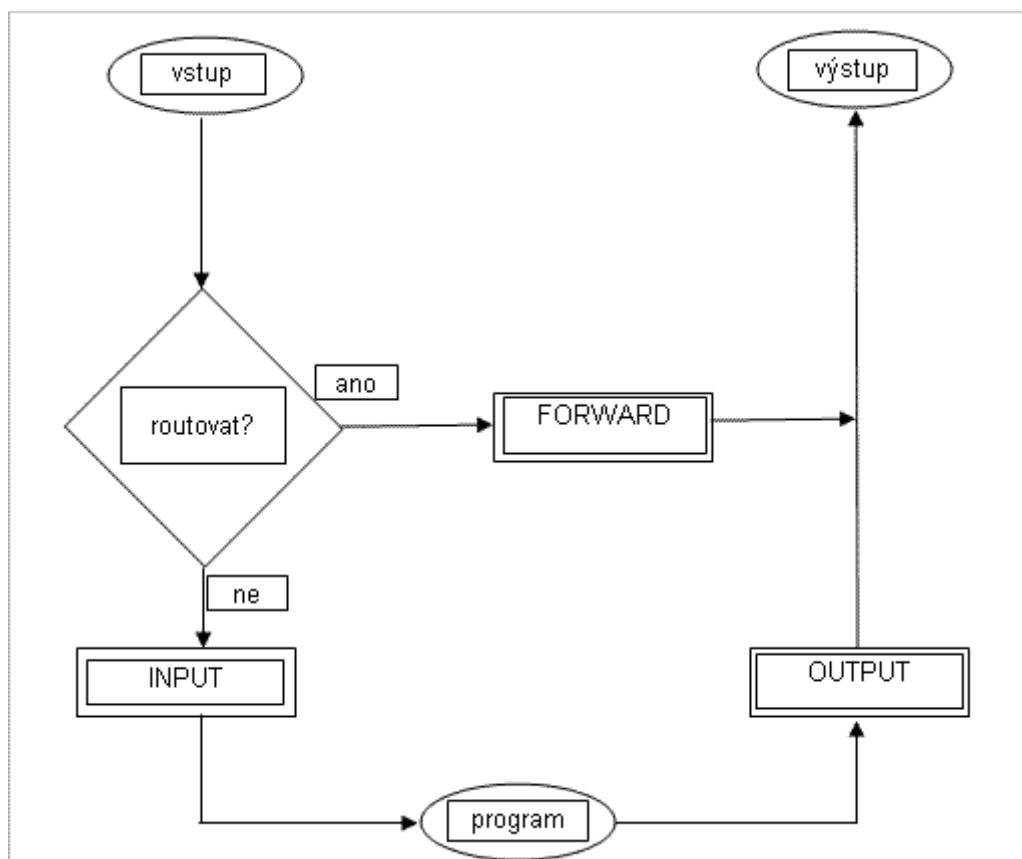 vstup
výstup
ano
routovat?
FORWARD
ne
INPUT
OUTPUT
program